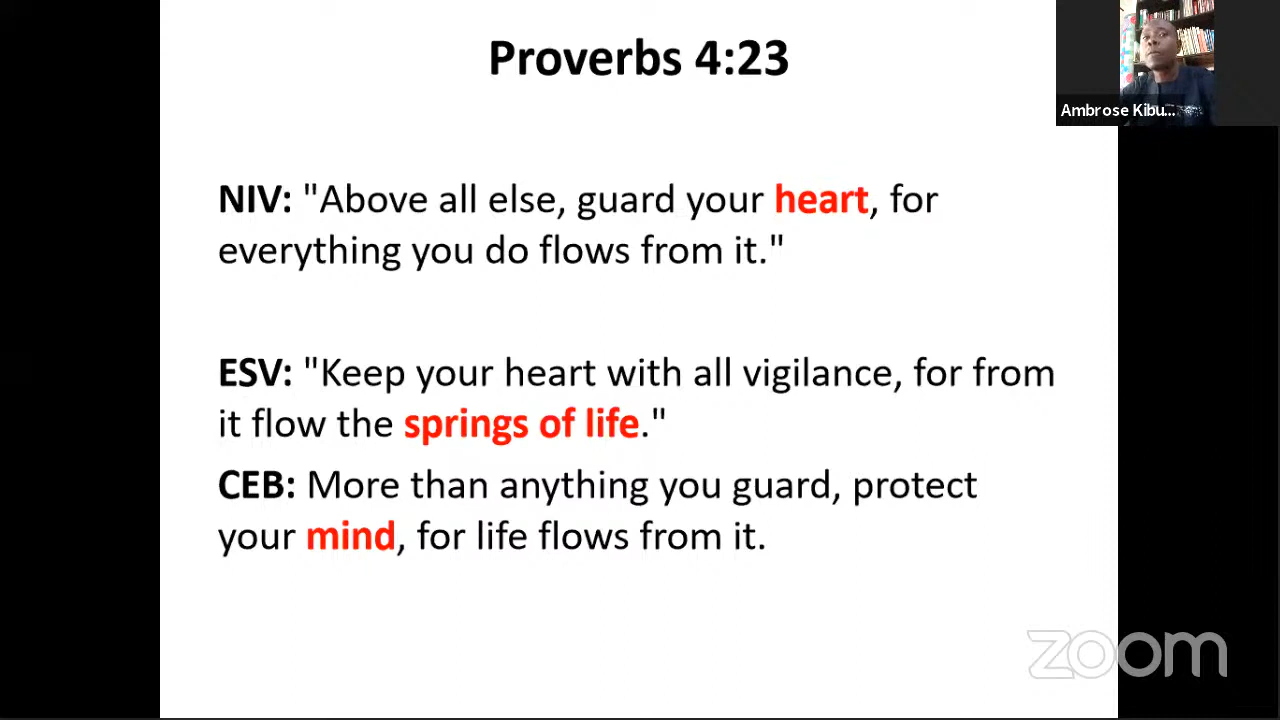 Proverbs 4:23
Ambrose Kibu...
NIV: "Above all else, guard your heart, for
everything you do flows from it."
ESV: "Keep your heart with all vigilance, for from
it flow the springs of life."
CEB: More than anything you guard, protect
your mind, for life flows from it.
zoom